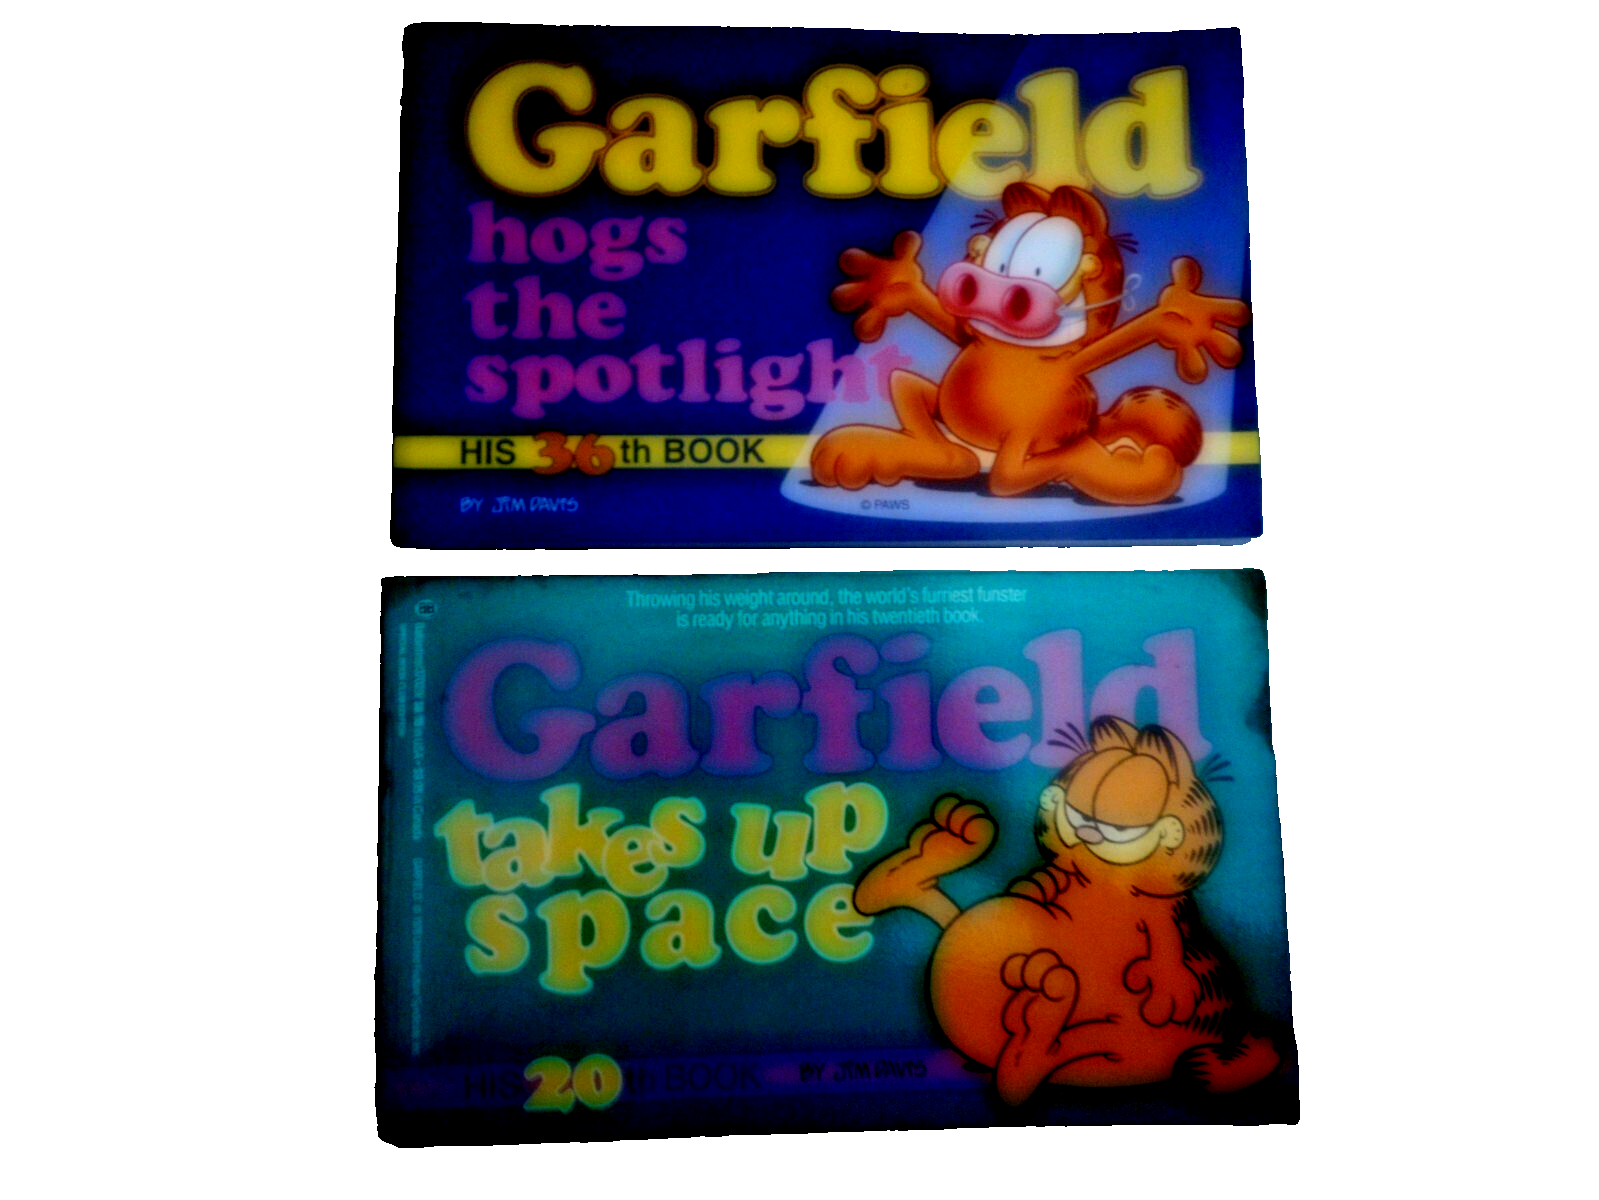 Garfield
hogs
the
spotlight
HIS 36th BOOK
BY JIM DAVIS
© PAWS
Throwing his weight around, the world's furriest funster
is ready for anything in his twentieth book.
Garfield
takes up
space
HIS 20th BOOK BY JIM DAVIS